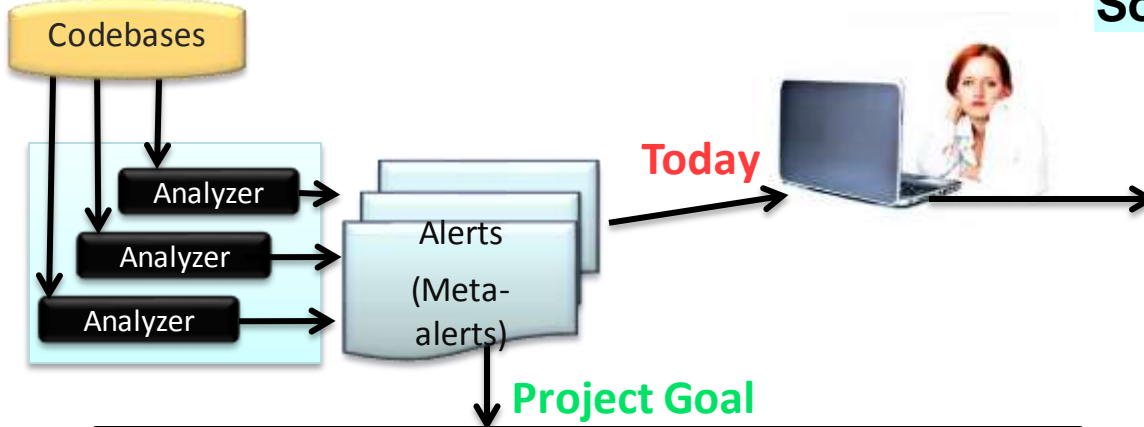 Codebases
Today
Analyzer
Analyzer
Analyzer
Alerts
(Meta-
alerts)
Project Goal